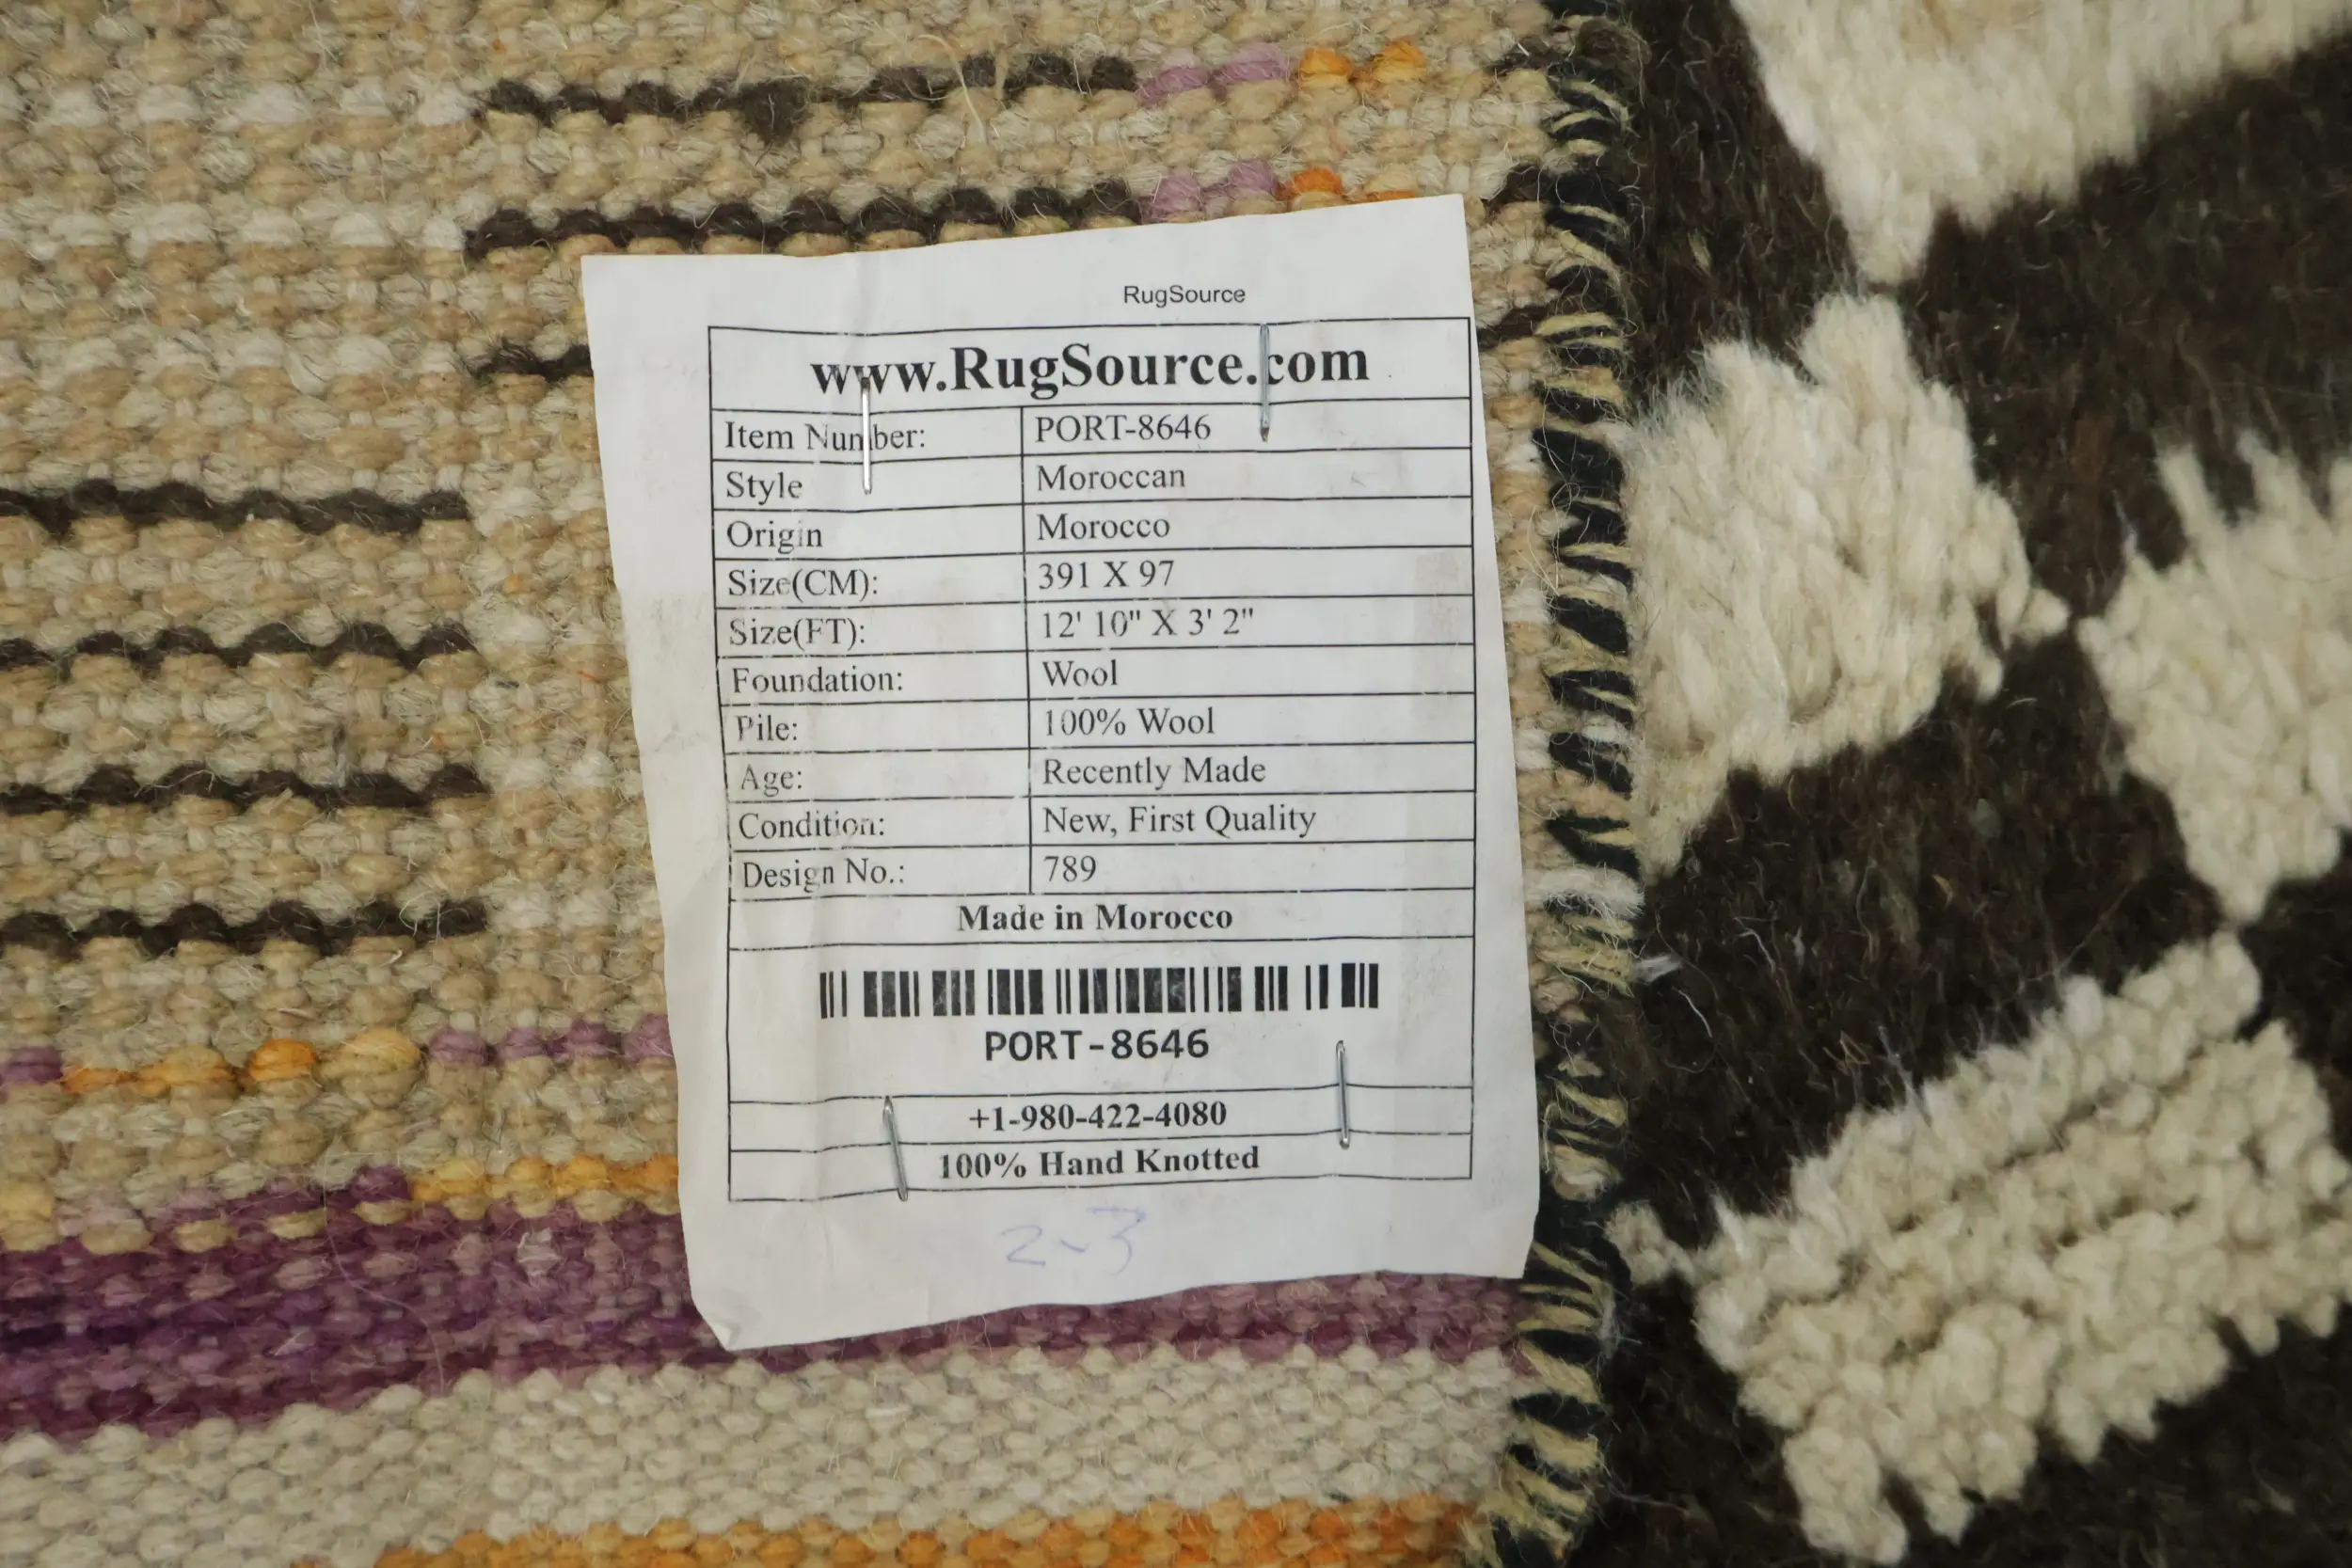 RugSource
www.RugSource.com
Item Number: PORT-8646
Style Moroccan
Origin Morocco
Size(CM): 391 X 97
Size(FT): 12' 10" X 3' 2"
Foundation: Wool
Pile: 100% Wool
Age: Recently Made
Condition: New, First Quality
Design No.: 789
Made in Morocco
PORT-8646
+1-980-422-4080
100% Hand Knotted
2-3